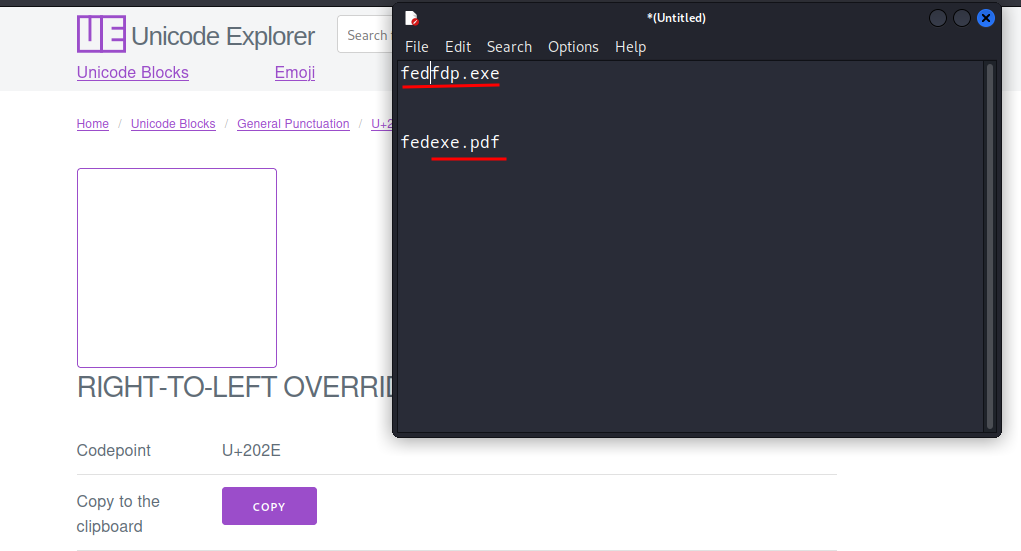 Unicode Explorer
Search
Unicode Blocks
Emoji
Home / Unicode Blocks / General Punctuation / U+2
RIGHT-TO-LEFT OVERRID
Codepoint
U+202E
Copy to the
clipboard
COPY
*(Untitled)
File Edit Search Options Help
fedfdp.exe
fedexe.pdf